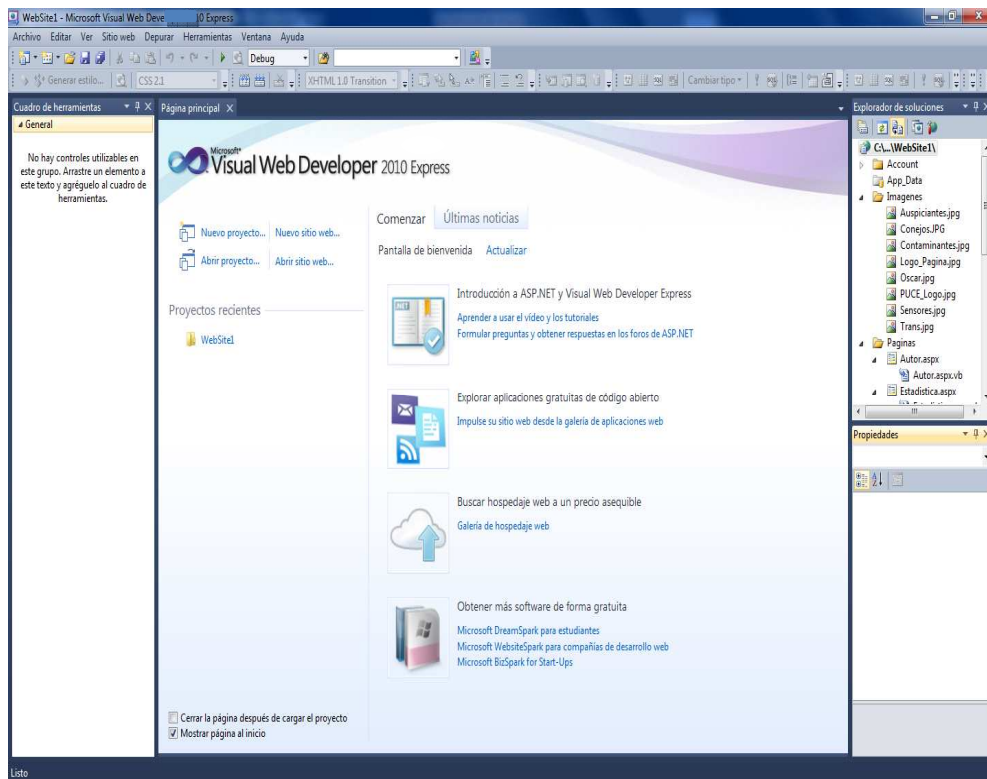 WebSite1 - Microsoft Visual Web Deve 10 Express
Archivo Editar Ver Sitio web Depurar Herramientas Ventana Ayuda
Debug
Generar estilo... CSS 2.1 XHTML 1.0 Transition Cambiar tipo
Cuadro de herramientas
General
No hay controles utilizables en
este grupo. Arrastre un elemento a
este texto y agréguelo al cuadro de
herramientas.
Página principal
Microsoft
Visual Web Developer 2010 Express
Nuevo proyecto... Nuevo sitio web...
Abrir proyecto... Abrir sitio web...
Proyectos recientes
WebSite1
Comenzar Últimas noticias
Pantalla de bienvenida Actualizar
.NET
Introducción a ASP.NET y Visual Web Developer Express
Aprender a usar el vídeo y los tutoriales
Formular preguntas y obtener respuestas en los foros de ASP.NET
Explorar aplicaciones gratuitas de código abierto
Impulse su sitio web desde la galería de aplicaciones web
Buscar hospedaje web a un precio asequible
Galería de hospedaje web
Obtener más software de forma gratuita
Microsoft DreamSpark para estudiantes
Microsoft WebsiteSpark para compañías de desarrollo web
Microsoft BizSpark for Start-Ups
Cerrar la página después de cargar el proyecto
Mostrar página al inicio
Explorador de soluciones
C:\...\WebSite1\
Account
App_Data
Imagenes
Auspiciantes.jpg
Conejos.JPG
Contaminantes.jpg
Logo_Pagina.jpg
Oscar.jpg
PUCE_Logo.jpg
Sensores.jpg
Trans.jpg
Paginas
Autor.aspx
Autor.aspx.vb
Estadistica.aspx
Propiedades
Listo